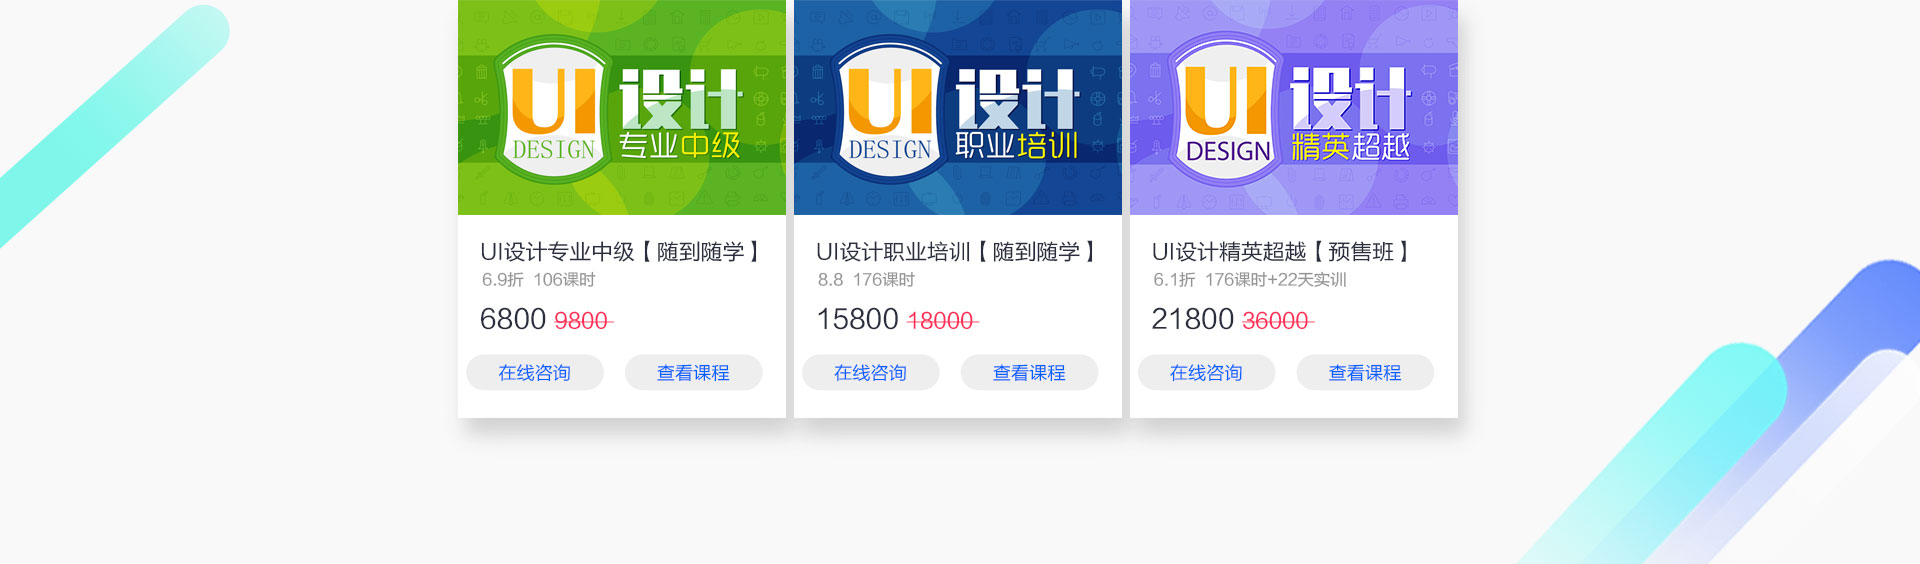 UI设计
DESIGN
专业中级
UI设计专业中级【随到随学】
6.9折 106课时
6800 9800
在线咨询 查看课程
UI设计
DESIGN
职业培训
UI设计职业培训【随到随学】
8.8 176课时
15800 18000
在线咨询 查看课程
UI设计
DESIGN
精英超越
UI设计精英超越【预售班】
6.1折 176课时+22天实训
21800 36000
在线咨询 查看课程